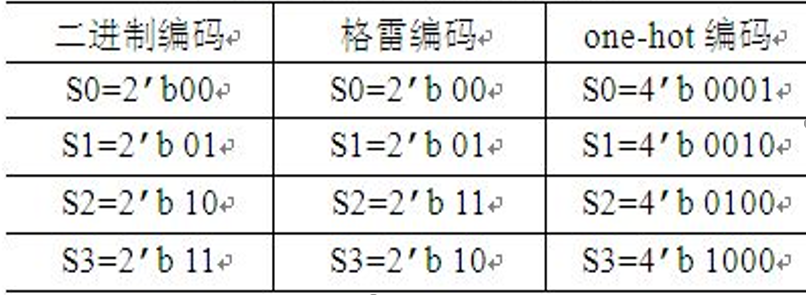 二进制编码↵ 格雷编码↵ one-hot 编码↵
S0=2′b00↵ S0=2′b 00↵ S0=4′b 0001↵
S1=2′b 01↵ S1=2′b 01↵ S1=4′b 0010↵
S2=2′b 10↵ S2=2′b 11↵ S2=4′b 0100↵
S3=2′b 11↵ S3=2′b 10↵ S3=4′b 1000↵